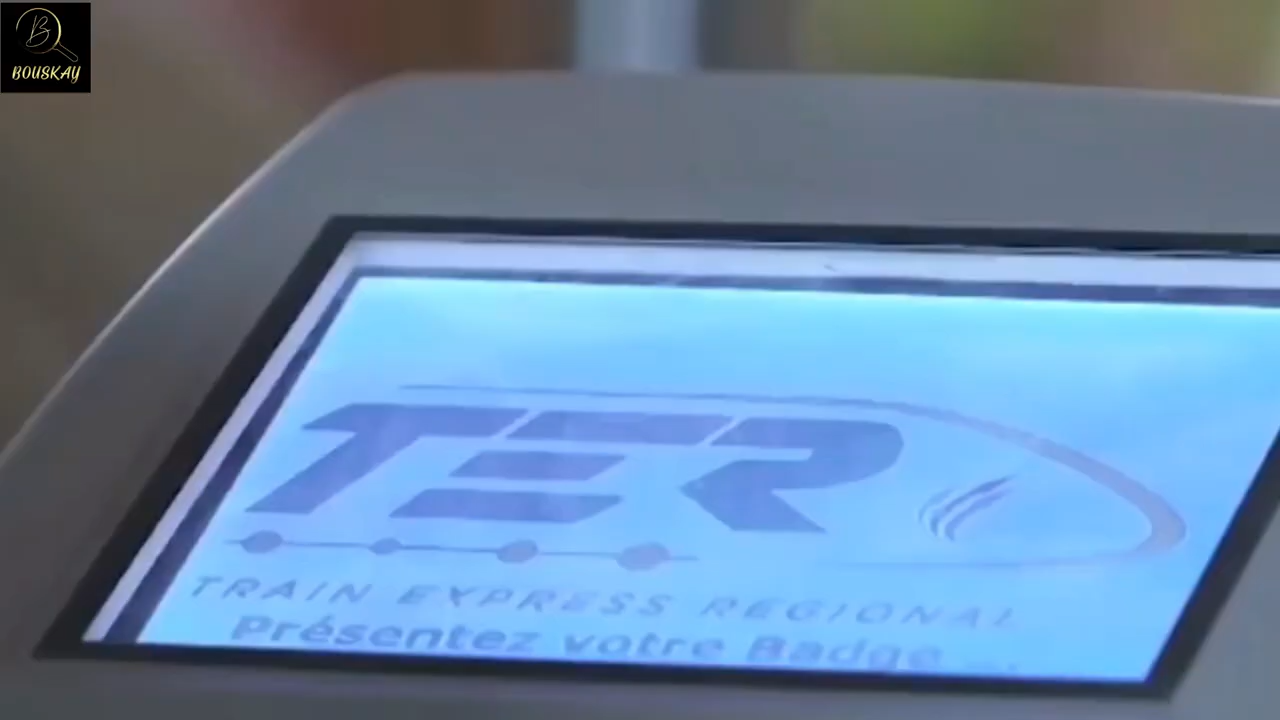 B
BOUSKAY
TER
TRAIN EXPRESS REGIONAL
Présentez votre Badge ....